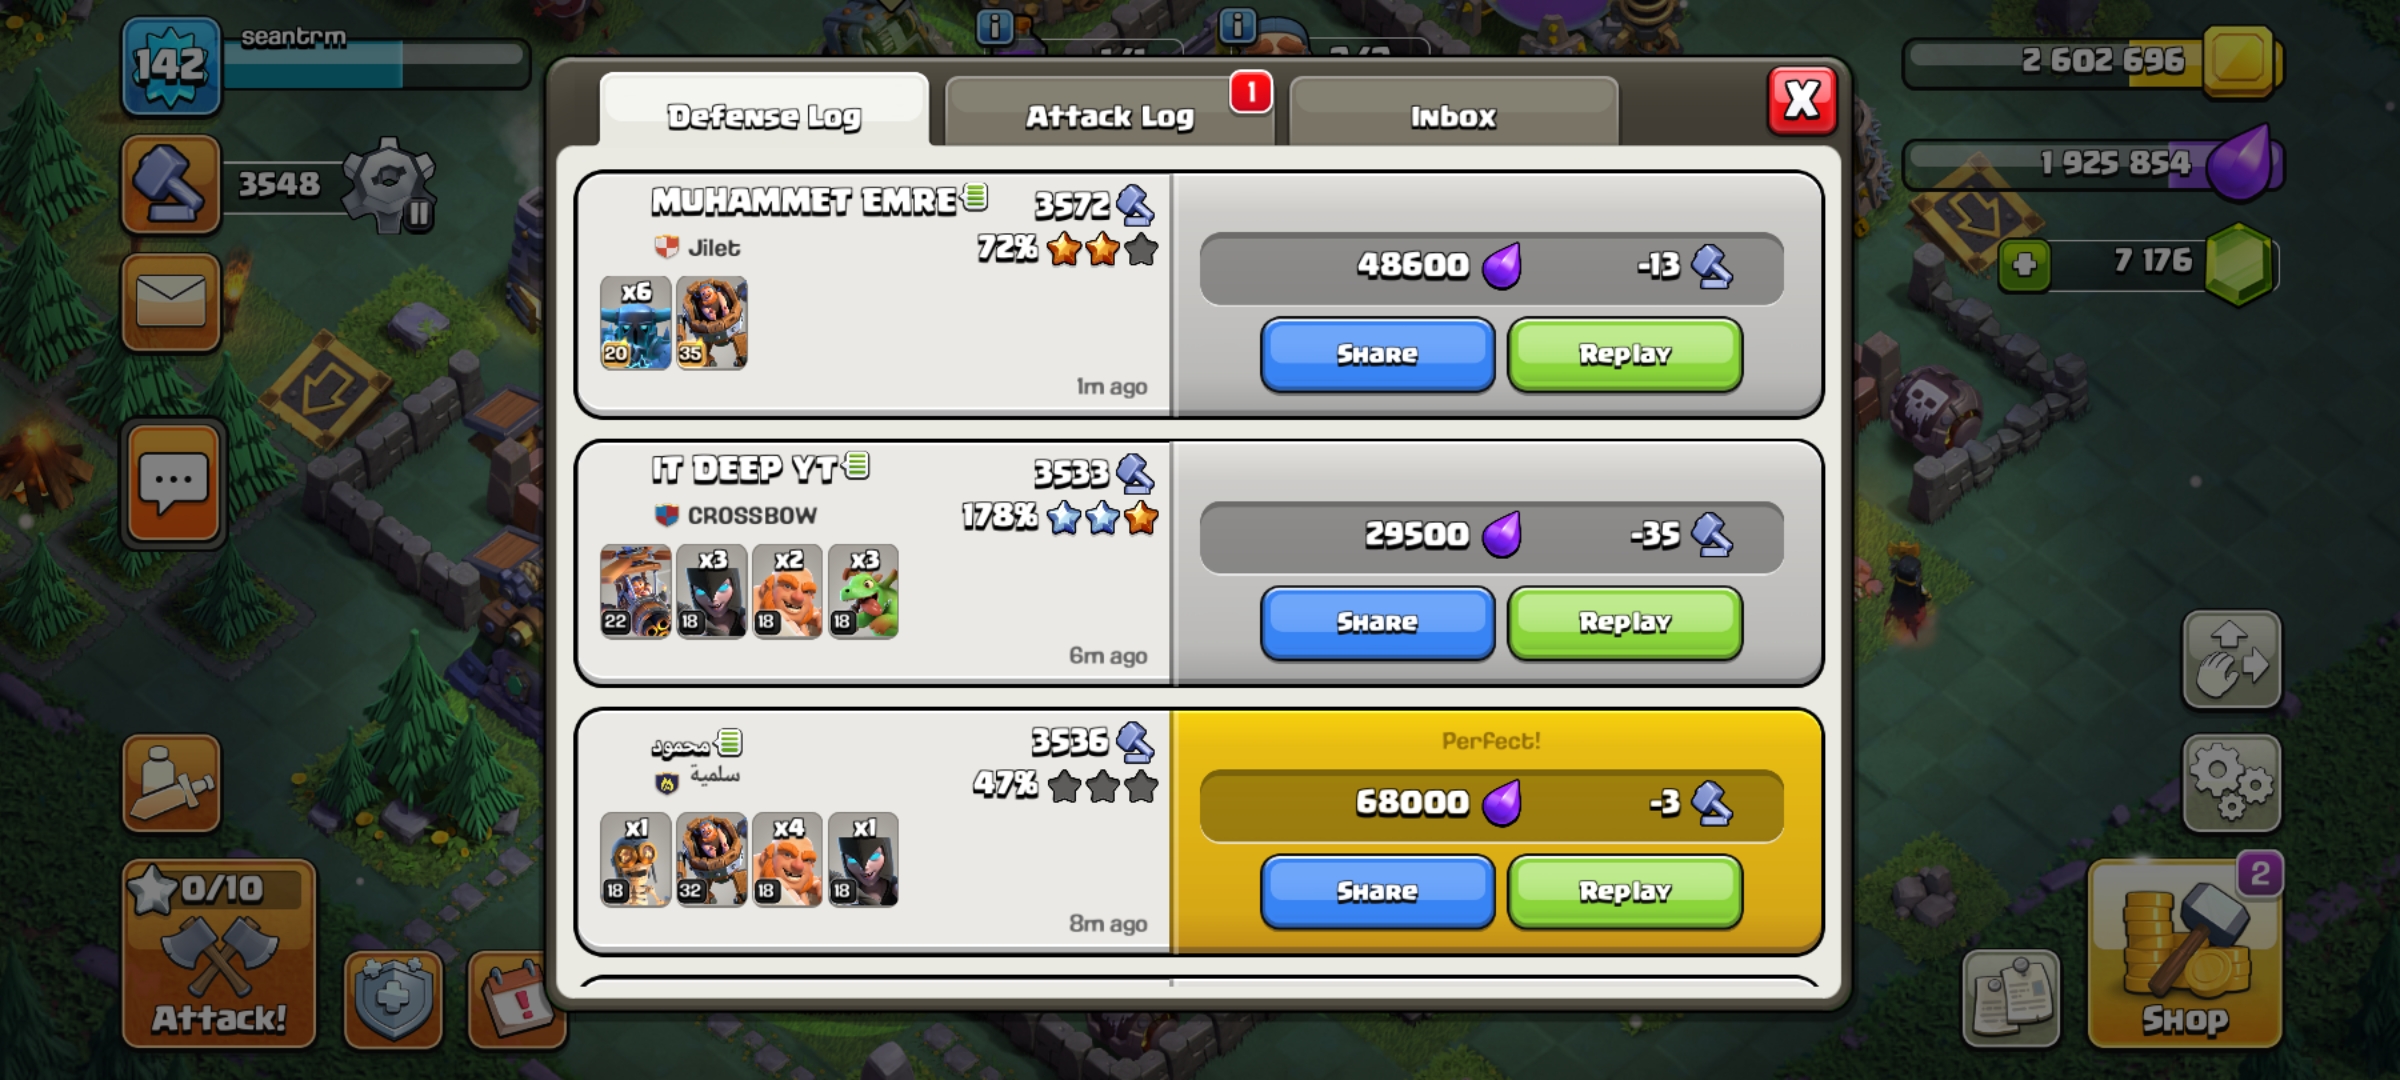 142
seantrm
3548
2 602 696
1 925 854
7 176
Defense Log
Attack Log
1
Inbox
X
MUHAMMET EMRE
3572
Jilet
72%
x6
20
35
1m ago
48600
-13
Share
Replay
IT DEEP YT
3533
CROSSBOW
178%
x3
x2
x3
22
18
18
18
6m ago
29500
-35
Share
Replay
محمود
3536
سلمية
47%
x1
x4
x1
18
32
18
18
8m ago
Perfect!
68000
-3
Share
Replay
0/10
Attack!
2
Shop